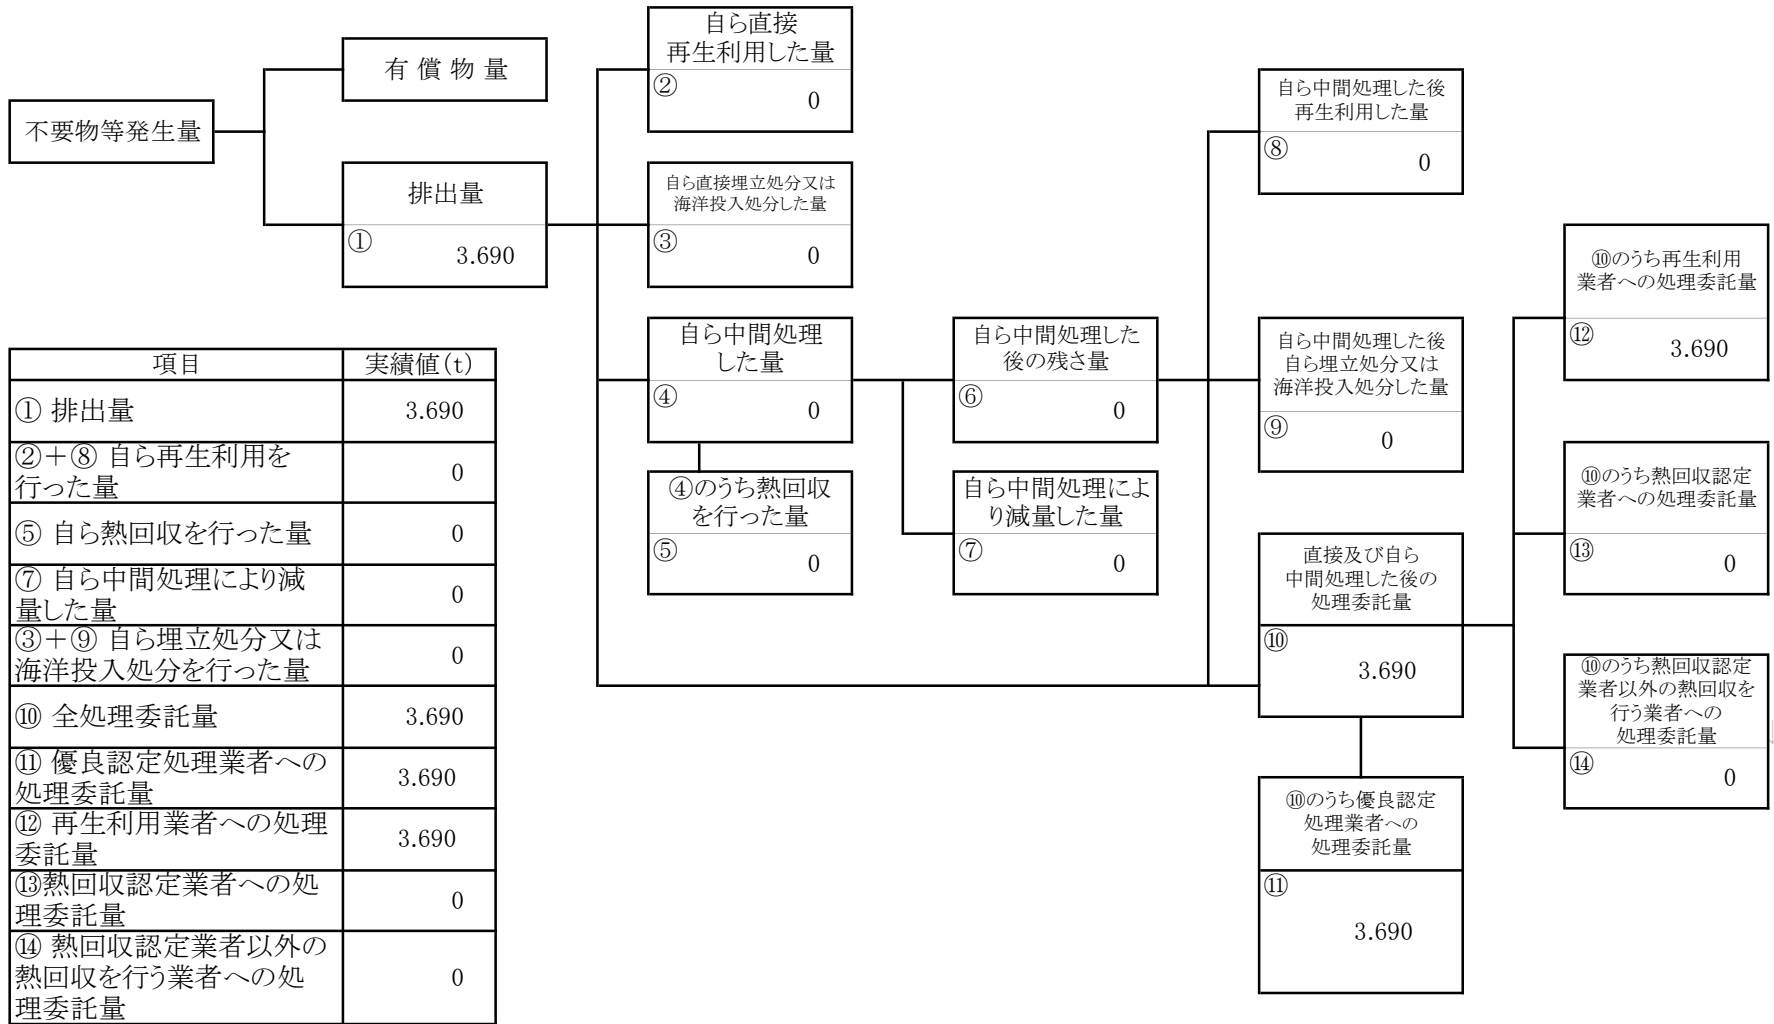 不要物等発生量
有 償 物 量
排出量
①
3.690
自ら直接
再生利用した量
②
0
自ら直接埋立処分又は
海洋投入処分した量
③
0
自ら中間処理
した量
④
0
④のうち熱回収
を行った量
⑤
0
自ら中間処理した
後の残さ量
⑥
0
自ら中間処理によ
り減量した量
⑦
0
自ら中間処理した後
再生利用した量
⑧
0
自ら中間処理した後
自ら埋立処分又は
海洋投入処分した量
⑨
0
直接及び自ら
中間処理した後の
処理委託量
⑩
3.690
⑩のうち優良認定
処理業者への
処理委託量
⑪
3.690
⑩のうち再生利用
業者への処理委託量
⑫
3.690
⑩のうち熱回収認定
業者への処理委託量
⑬
0
⑩のうち熱回収認定
業者以外の熱回収を
行う業者への
処理委託量
⑭
0
項目 実績値(t)
① 排出量 3.690
②+⑧ 自ら再生利用を
行った量
0
⑤ 自ら熱回収を行った量 0
⑦ 自ら中間処理により減
量した量
0
③+⑨ 自ら埋立処分又は
海洋投入処分を行った量
0
⑩ 全処理委託量 3.690
⑪ 優良認定処理業者への
処理委託量
3.690
⑫ 再生利用業者への処理
委託量
3.690
⑬熱回収認定業者への処
理委託量
0
⑭ 熱回収認定業者以外の
熱回収を行う業者への処
理委託量
0